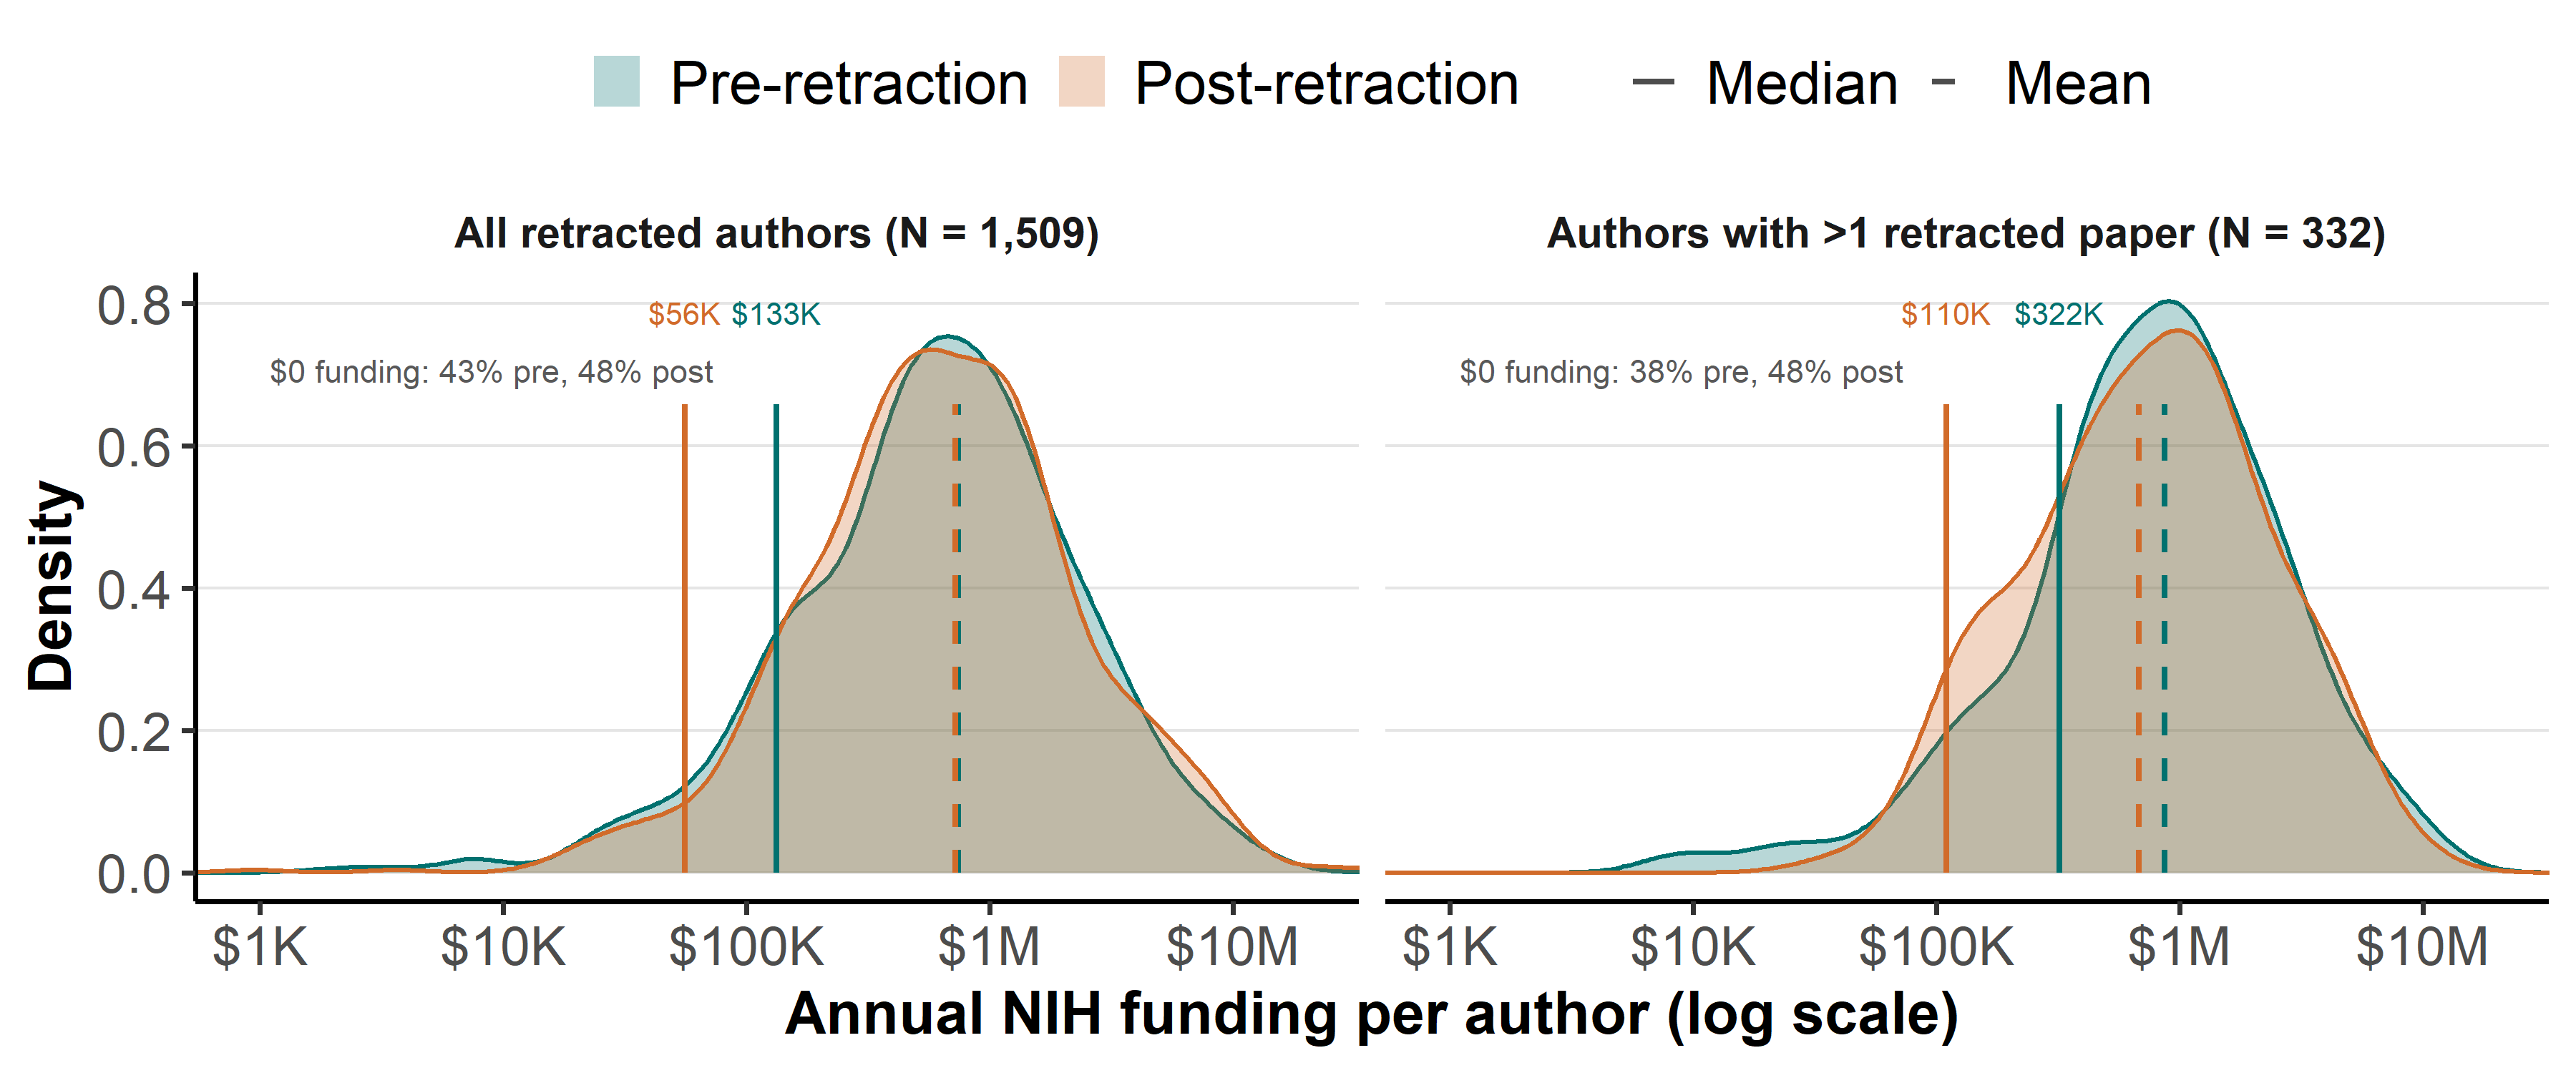 Pre-retraction Post-retraction Median Mean
All retracted authors (N = 1,509)
Authors with >1 retracted paper (N = 332)
Density
0.8
0.6
0.4
0.2
0.0
$56K $133K
$0 funding: 43% pre, 48% post
$110K $322K
$0 funding: 38% pre, 48% post
$1K $10K $100K $1M $10M
$1K $10K $100K $1M $10M
Annual NIH funding per author (log scale)